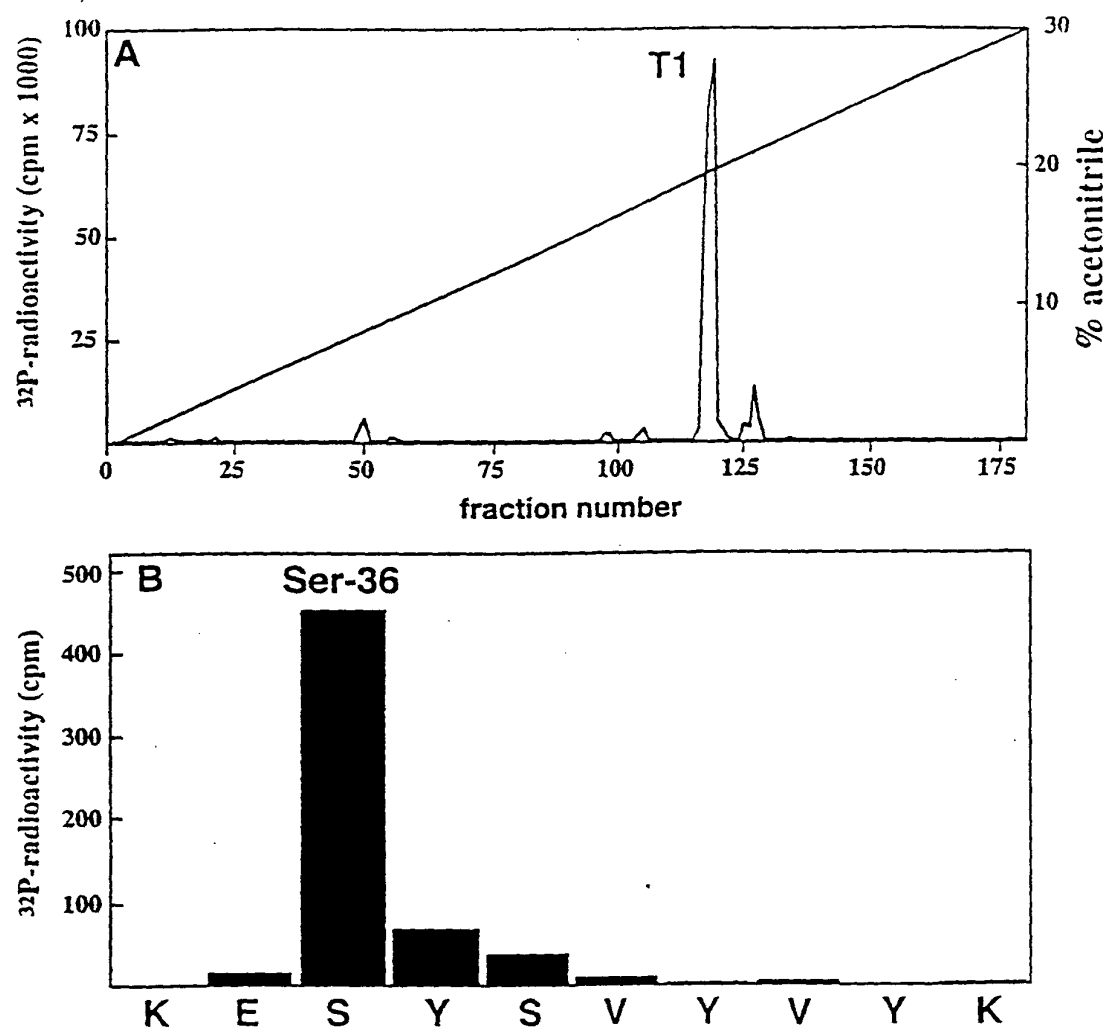 A
T1
100
75
50
25
30
20
10
32P-radioactivity (cpm x 1000)
% acetonitrile
0 25 50 75 100 125 150 175
fraction number
B
Ser-36
500
400
300
200
100
32P-radioactivity (cpm)
K E S Y S V Y V Y K